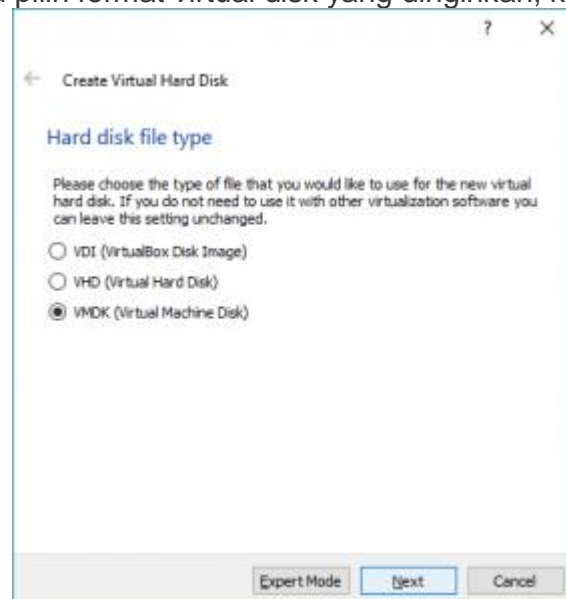 pilih format virtual disk yang diinginkan,
? ×
← Create Virtual Hard Disk
Hard disk file type
Please choose the type of file that you would like to use for the new virtual
hard disk. If you do not need to use it with other virtualization software you
can leave this setting unchanged.
VDI (VirtualBox Disk Image)
VHD (Virtual Hard Disk)
VMDK (Virtual Machine Disk)
Expert Mode Next Cancel